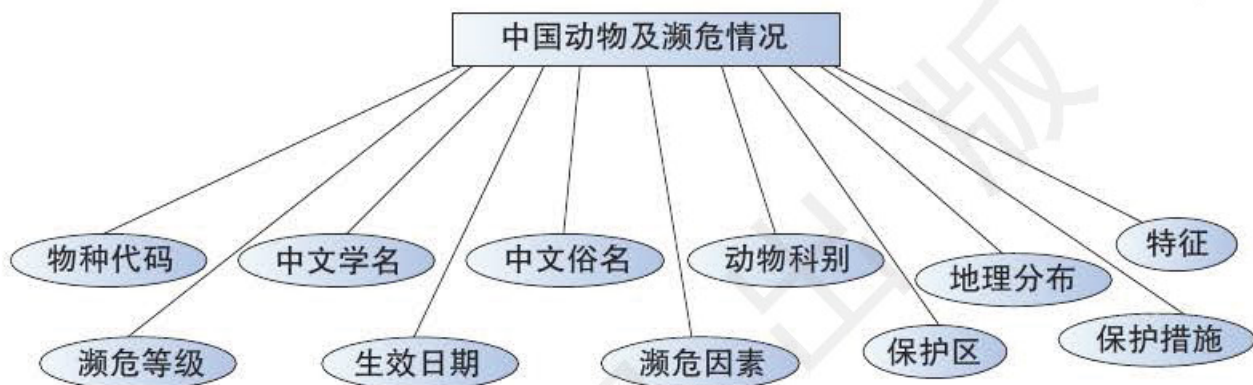 中国动物及濒危情况
物种代码
中文学名
中文俗名
动物科别
地理分布
特征
濒危等级
生效日期
濒危因素
保护区
保护措施
出版